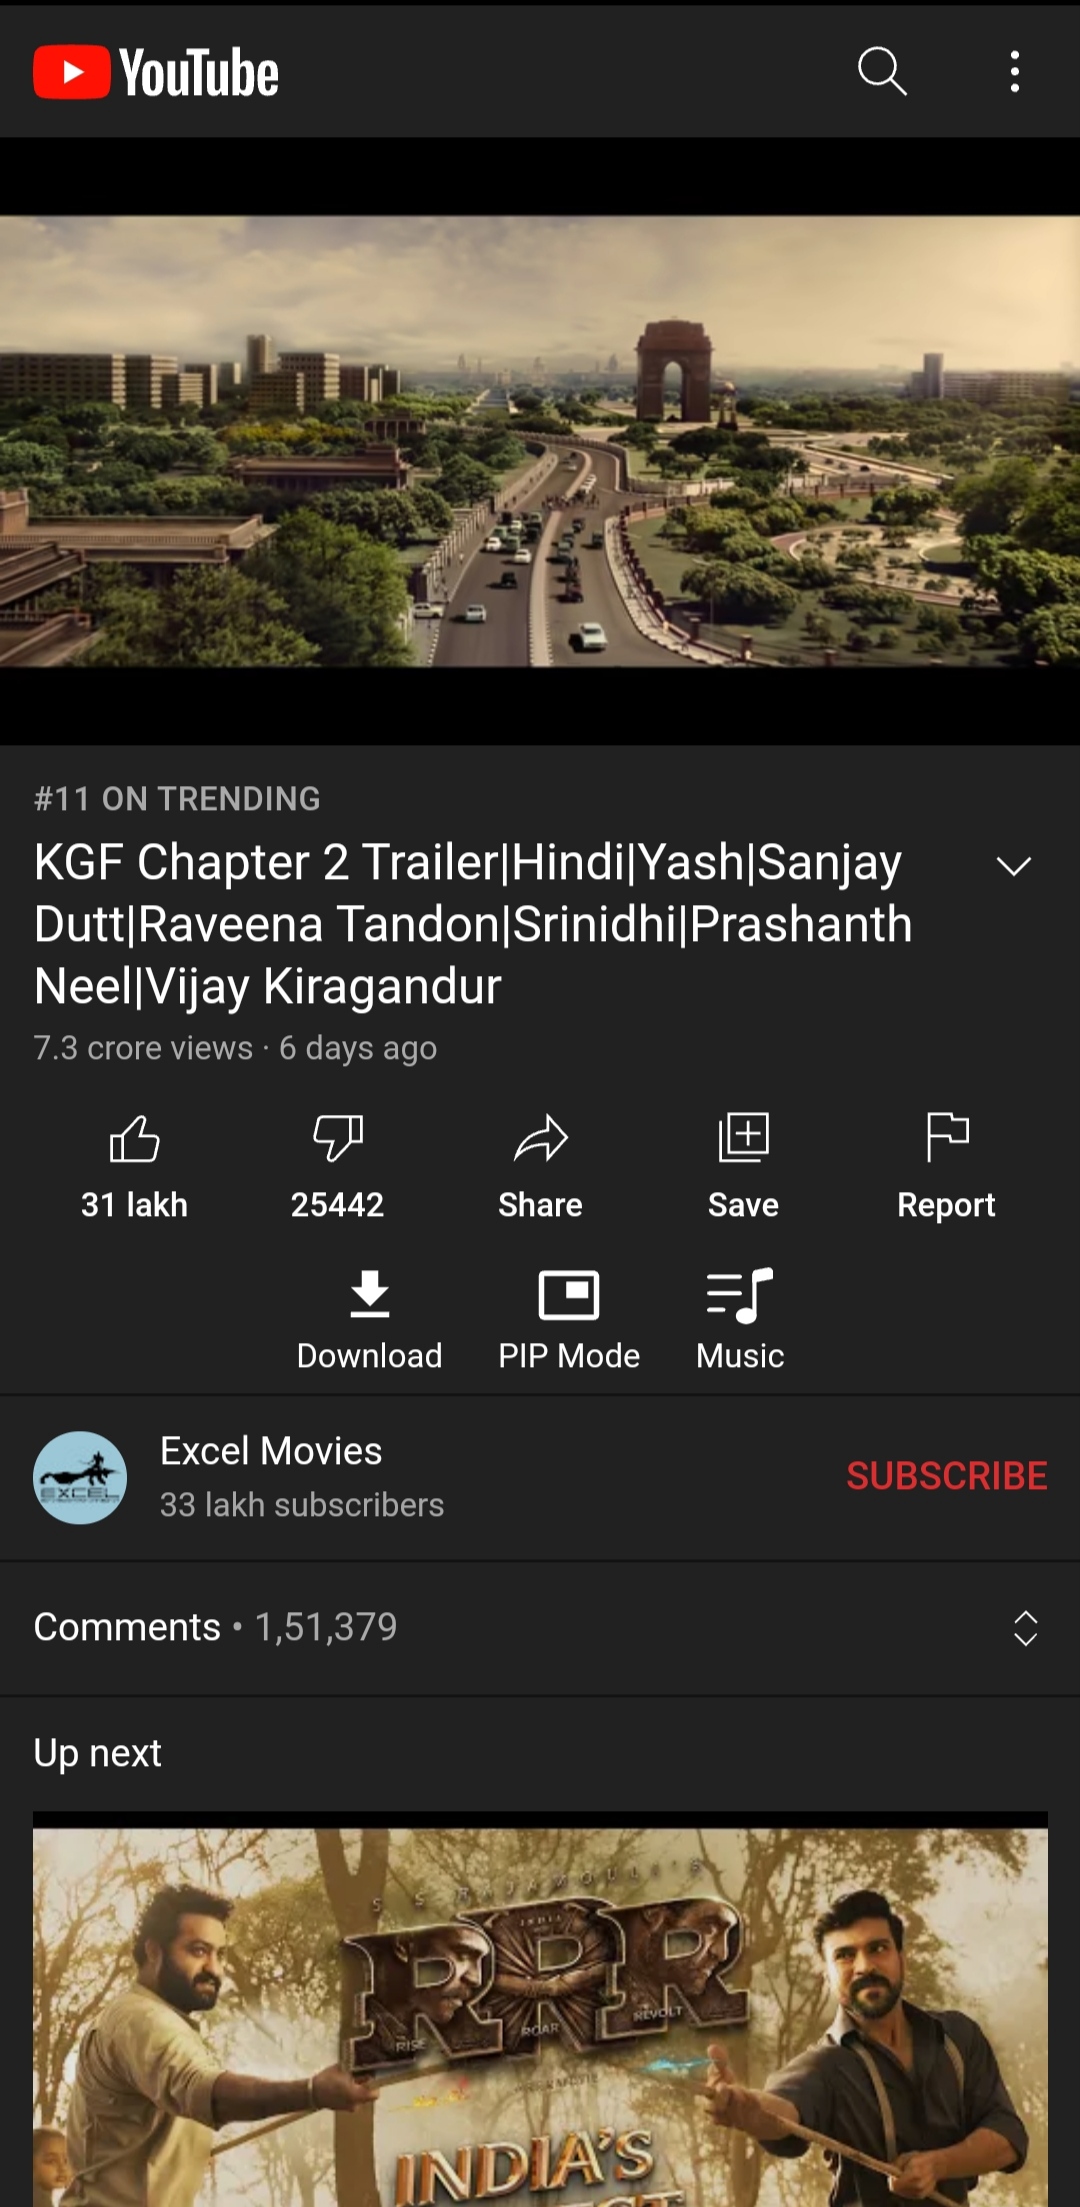 YouTube
#11 ON TRENDING
KGF Chapter 2 Trailer|Hindi|Yash|Sanjay
Dutt|Raveena Tandon|Srinidhi|Prashanth
Neel|Vijay Kiragandur
7.3 crore views · 6 days ago
31 lakh 25442 Share Save Report
Download PIP Mode Music
EXCEL
Excel Movies
33 lakh subscribers
SUBSCRIBE
Comments • 1,51,379
Up next
S S RAJAMOULI'S
INDIA
RRR
RISE ROAR REVOLT
INDIA'S